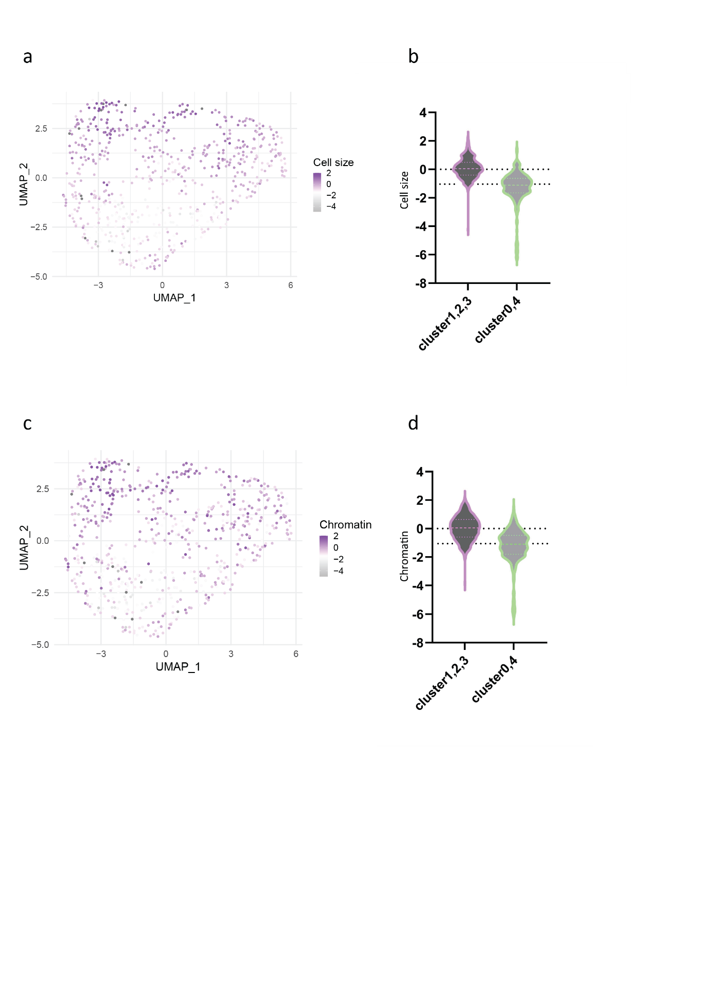 a
2.5
0.0
−2.5
−5.0
−3
0
3
6
UMAP_1
UMAP_2
Cell size
2
0
−2
−4
b
4
2
0
-2
-4
-6
-8
Cell size
cluster1,2,3
cluster0,4
c
2.5
0.0
−2.5
−5.0
−3
0
3
6
UMAP_1
UMAP_2
Chromatin
2
0
−2
−4
d
4
2
0
-2
-4
-6
-8
Chromatin
cluster1,2,3
cluster0,4